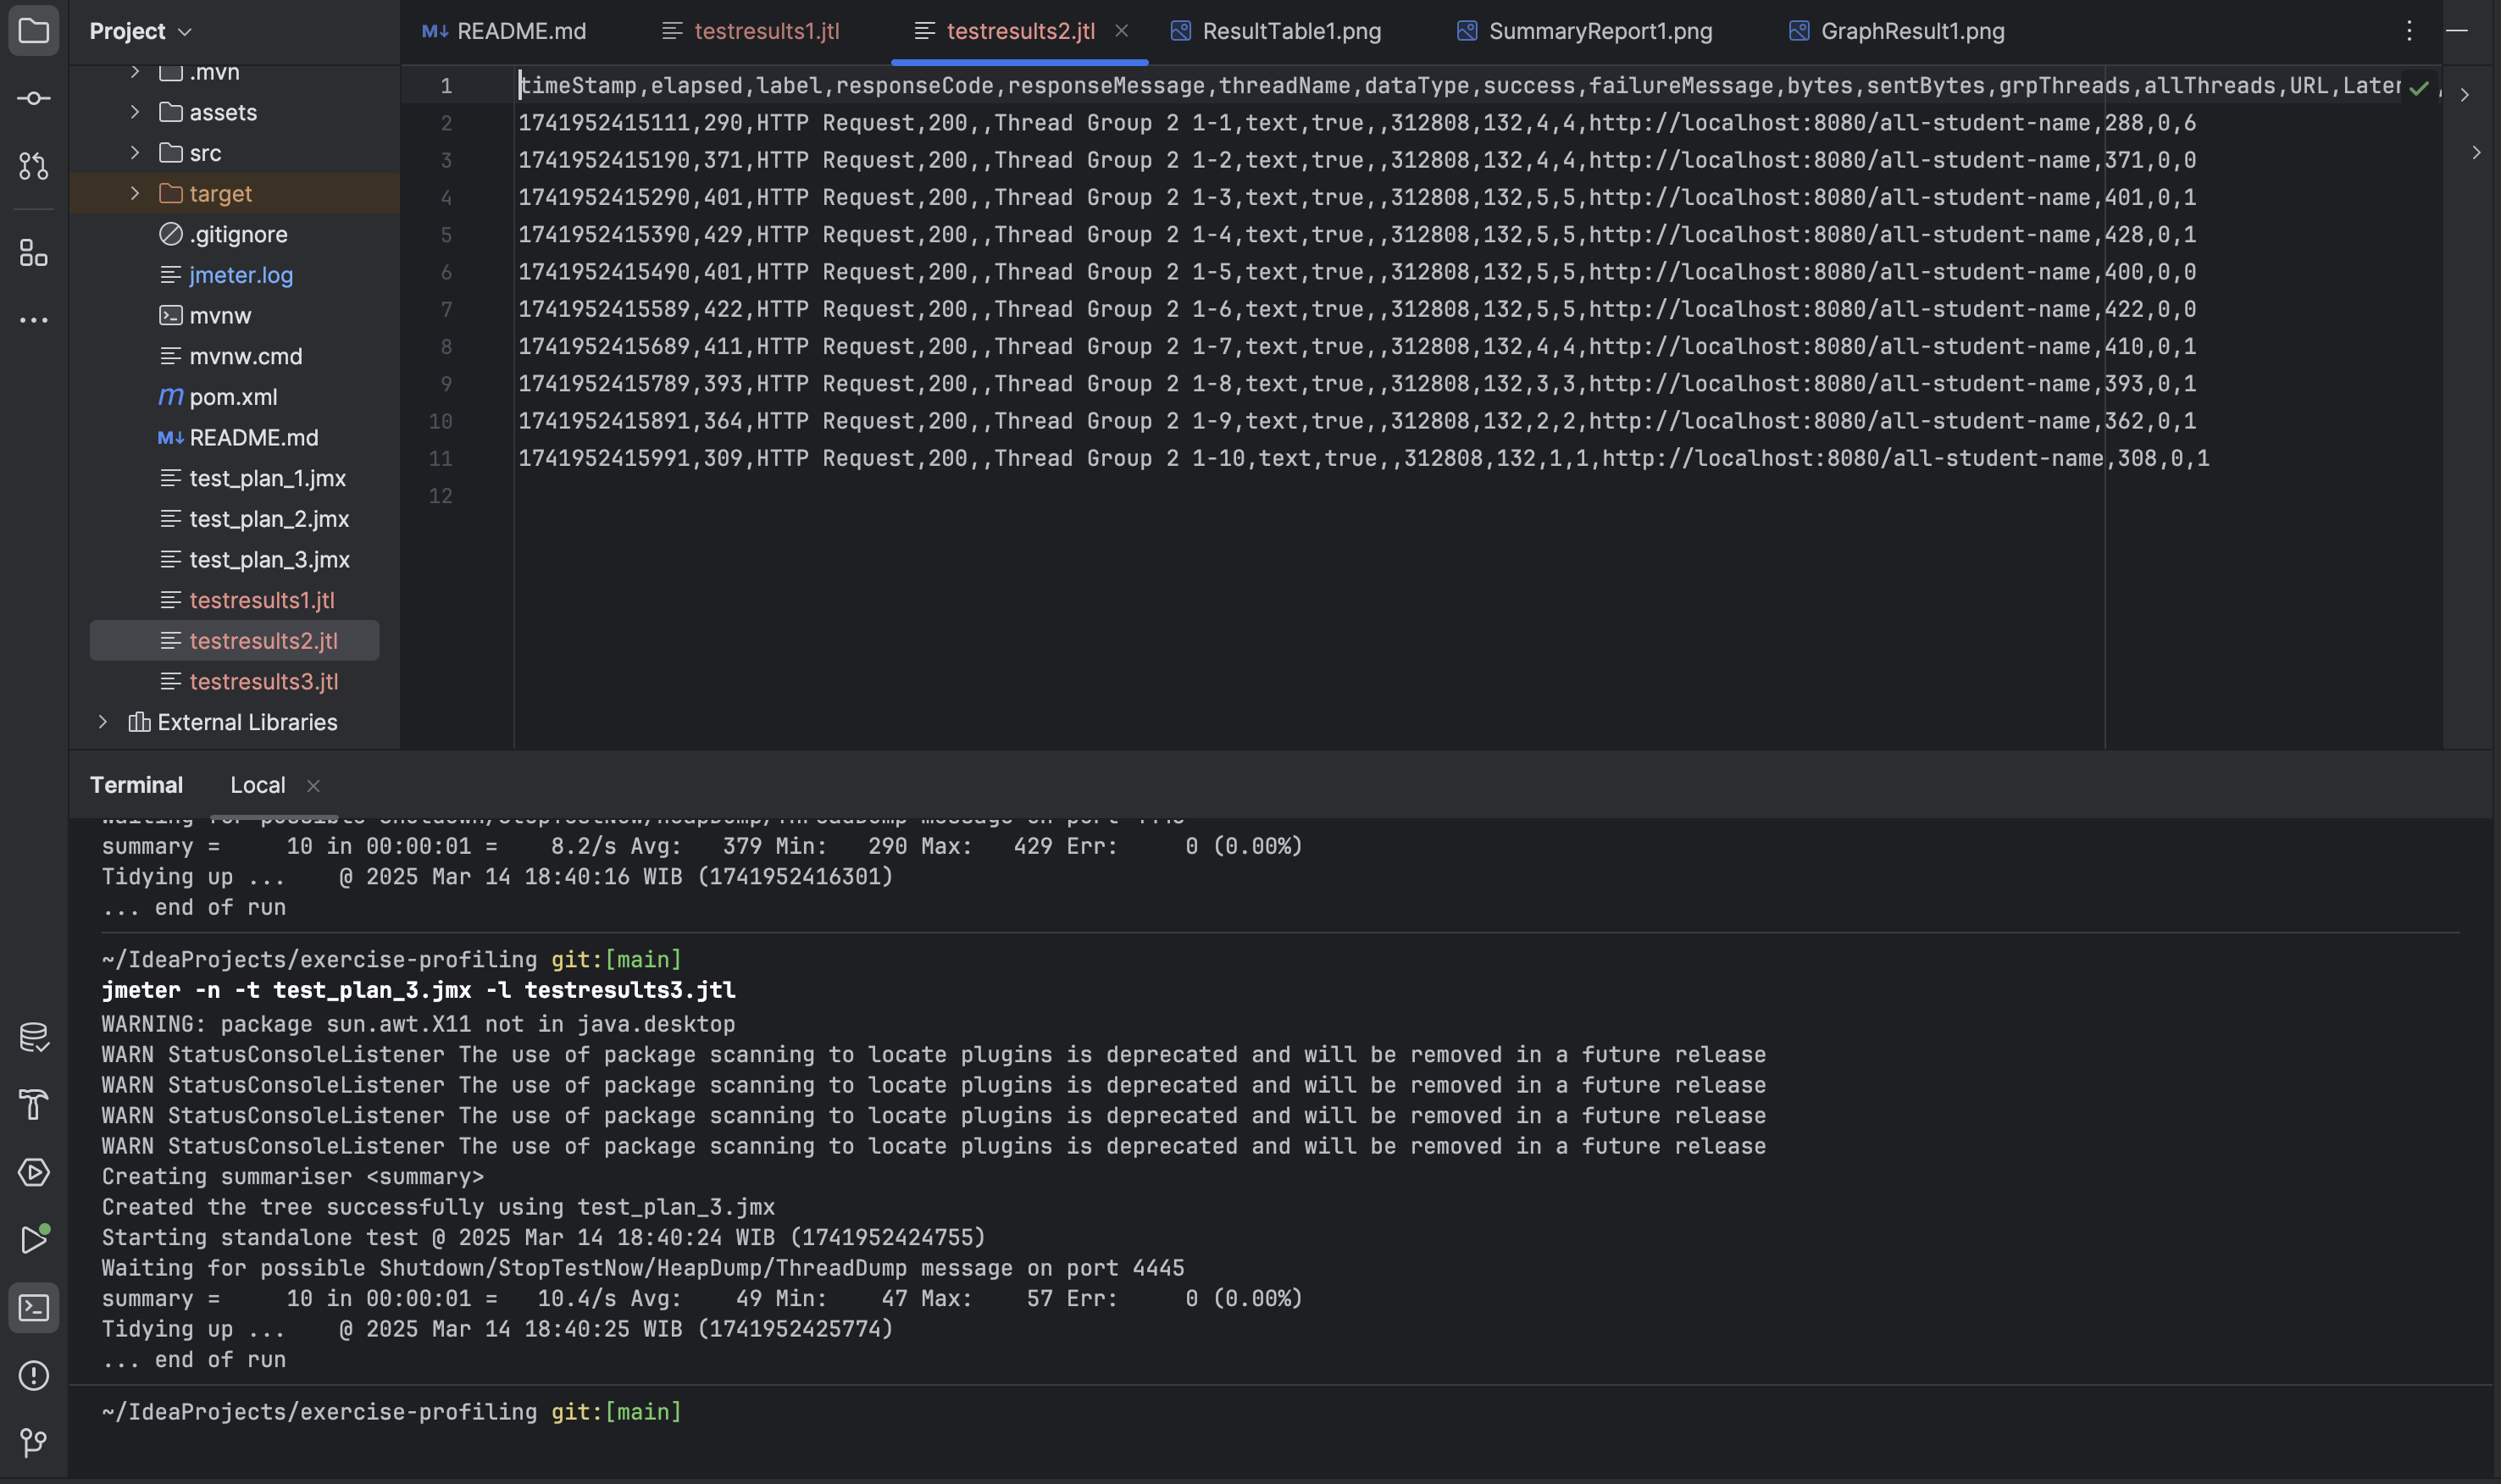 Project
README.md
testresults1.jtl
testresults2.jtl
ResultTable1.png
SummaryReport1.png
GraphResult1.png
.mvn
assets
src
target
.gitignore
jmeter.log
mvnw
mvnw.cmd
m pom.xml
M↓ README.md
test_plan_1.jmx
test_plan_2.jmx
test_plan_3.jmx
testresults1.jtl
testresults2.jtl
testresults3.jtl
External Libraries
1 timeStamp,elapsed,label,responseCode,responseMessage,threadName,dataType,success,failureMessage,bytes,sentBytes,grpThreads,allThreads,URL,Later
2 1741952415111,290,HTTP Request,200,,Thread Group 2 1-1,text,true,,312808,132,4,4,http://localhost:8080/all-student-name,288,0,6
3 1741952415190,371,HTTP Request,200,,Thread Group 2 1-2,text,true,,312808,132,4,4,http://localhost:8080/all-student-name,371,0,0
4 1741952415290,401,HTTP Request,200,,Thread Group 2 1-3,text,true,,312808,132,5,5,http://localhost:8080/all-student-name,401,0,1
5 1741952415390,429,HTTP Request,200,,Thread Group 2 1-4,text,true,,312808,132,5,5,http://localhost:8080/all-student-name,428,0,1
6 1741952415490,401,HTTP Request,200,,Thread Group 2 1-5,text,true,,312808,132,5,5,http://localhost:8080/all-student-name,400,0,0
7 1741952415589,422,HTTP Request,200,,Thread Group 2 1-6,text,true,,312808,132,5,5,http://localhost:8080/all-student-name,422,0,0
8 1741952415689,411,HTTP Request,200,,Thread Group 2 1-7,text,true,,312808,132,4,4,http://localhost:8080/all-student-name,410,0,1
9 1741952415789,393,HTTP Request,200,,Thread Group 2 1-8,text,true,,312808,132,3,3,http://localhost:8080/all-student-name,393,0,1
10 1741952415891,364,HTTP Request,200,,Thread Group 2 1-9,text,true,,312808,132,2,2,http://localhost:8080/all-student-name,362,0,1
11 1741952415991,309,HTTP Request,200,,Thread Group 2 1-10,text,true,,312808,132,1,1,http://localhost:8080/all-student-name,308,0,1
12
Terminal Local
Waiting for possible Shutdown/StopTestNow/HeapDump/ThreadDump message on port 4445
summary =     10 in 00:00:01 =    8.2/s Avg:   379 Min:   290 Max:   429 Err:     0 (0.00%)
Tidying up ...    @ 2025 Mar 14 18:40:16 WIB (1741952416301)
... end of run
~/IdeaProjects/exercise-profiling git:[main]
jmeter -n -t test_plan_3.jmx -l testresults3.jtl
WARNING: package sun.awt.X11 not in java.desktop
WARN StatusConsoleListener The use of package scanning to locate plugins is deprecated and will be removed in a future release
WARN StatusConsoleListener The use of package scanning to locate plugins is deprecated and will be removed in a future release
WARN StatusConsoleListener The use of package scanning to locate plugins is deprecated and will be removed in a future release
WARN StatusConsoleListener The use of package scanning to locate plugins is deprecated and will be removed in a future release
Creating summariser <summary>
Created the tree successfully using test_plan_3.jmx
Starting standalone test @ 2025 Mar 14 18:40:24 WIB (1741952424755)
Waiting for possible Shutdown/StopTestNow/HeapDump/ThreadDump message on port 4445
summary =     10 in 00:00:01 =   10.4/s Avg:    49 Min:    47 Max:    57 Err:     0 (0.00%)
Tidying up ...    @ 2025 Mar 14 18:40:25 WIB (1741952425774)
... end of run
~/IdeaProjects/exercise-profiling git:[main]